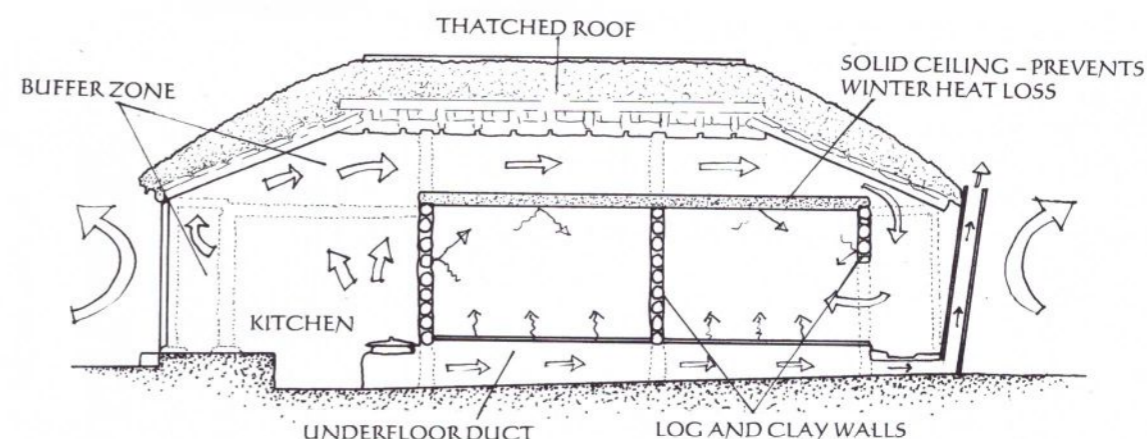 THATCHED ROOF
BUFFER ZONE
SOLID CEILING – PREVENTS
WINTER HEAT LOSS
KITCHEN
UNDERFLOOR DUCT
LOG AND CLAY WALLS